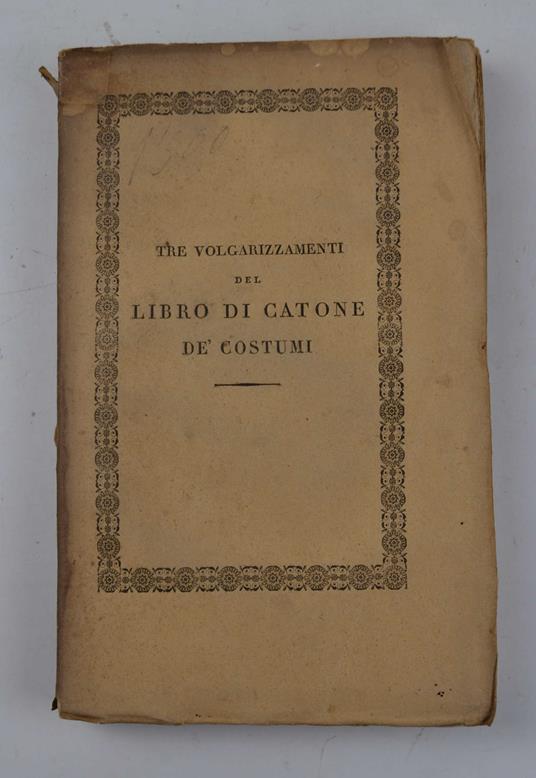 TRE VOLGARIZZAMENTI
DEL
LIBRO DI CATONE
DE' COSTUMI